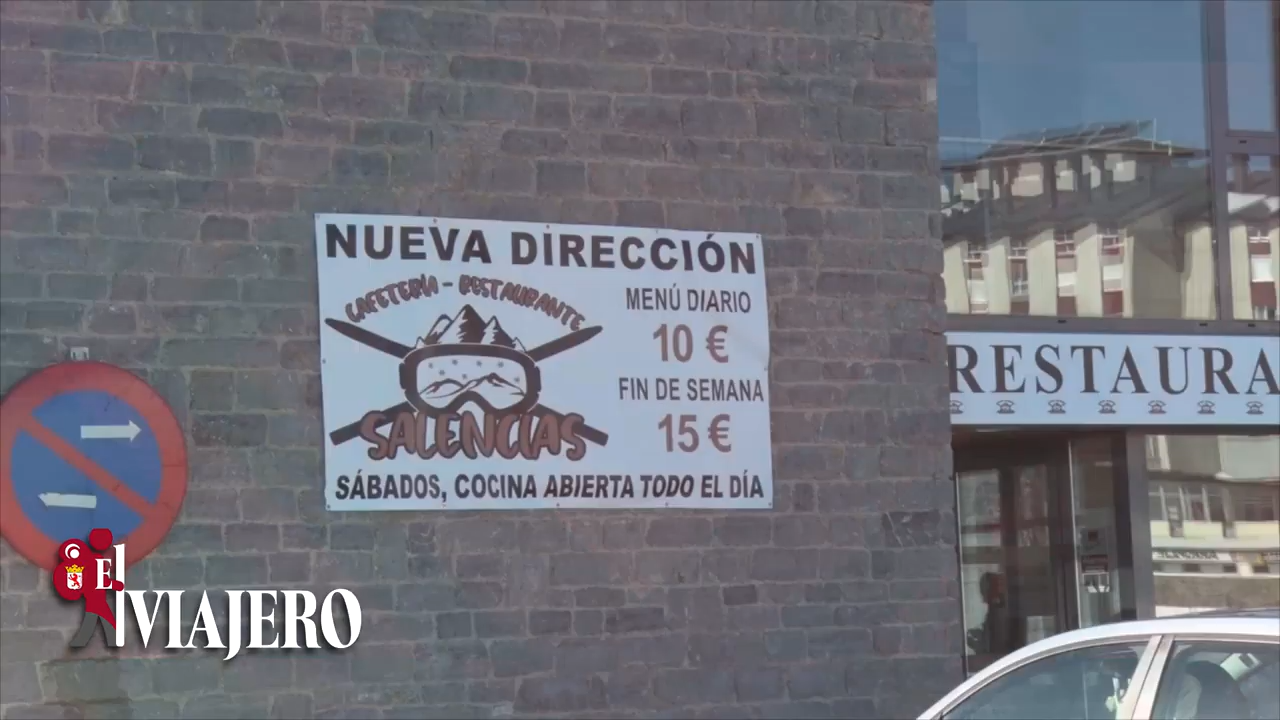 NUEVA DIRECCIÓN
CAFETERÍA - RESTAURANTE
SALENCIAS
MENÚ DIARIO
10 €
FIN DE SEMANA
15 €
SÁBADOS, COCINA ABIERTA TODO EL DÍA
RESTAURA
El
VIAJERO